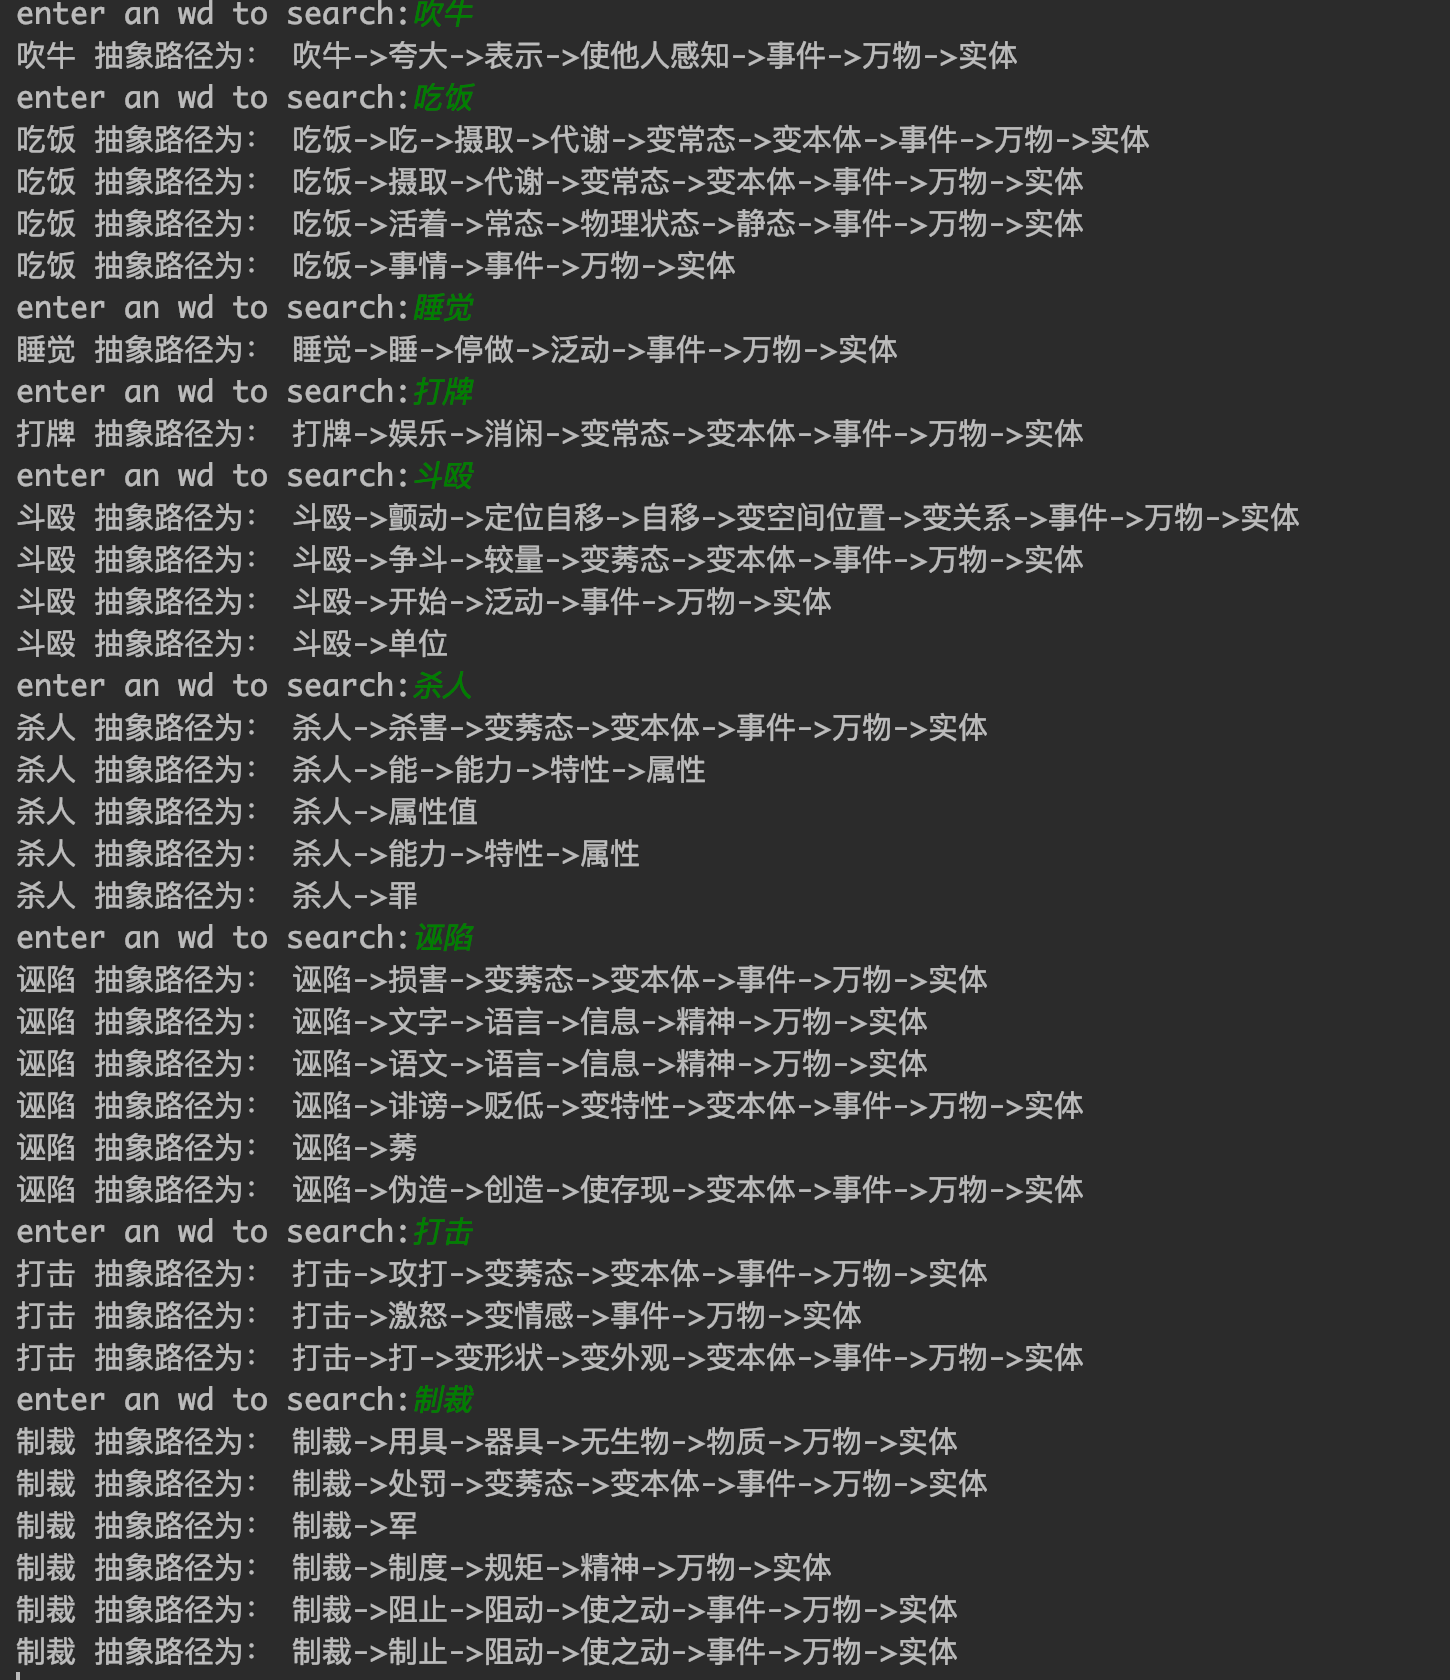 enter an wd to search:吹牛
吹牛 抽象路径为： 吹牛->夸大->表示->使他人感知->事件->万物->实体
enter an wd to search:吃饭
吃饭 抽象路径为： 吃饭->吃->摄取->代谢->变常态->变本体->事件->万物->实体
吃饭 抽象路径为： 吃饭->摄取->代谢->变常态->变本体->事件->万物->实体
吃饭 抽象路径为： 吃饭->活着->常态->物理状态->静态->事件->万物->实体
吃饭 抽象路径为： 吃饭->事情->事件->万物->实体
enter an wd to search:睡觉
睡觉 抽象路径为： 睡觉->睡->停做->泛动->事件->万物->实体
enter an wd to search:打牌
打牌 抽象路径为： 打牌->娱乐->消闲->变常态->变本体->事件->万物->实体
enter an wd to search:斗殴
斗殴 抽象路径为： 斗殴->颤动->定位自移->自移->变空间位置->变关系->事件->万物->实体
斗殴 抽象路径为： 斗殴->争斗->较量->变莠态->变本体->事件->万物->实体
斗殴 抽象路径为： 斗殴->开始->泛动->事件->万物->实体
斗殴 抽象路径为： 斗殴->单位
enter an wd to search:杀人
杀人 抽象路径为： 杀人->杀害->变莠态->变本体->事件->万物->实体
杀人 抽象路径为： 杀人->能->能力->特性->属性
杀人 抽象路径为： 杀人->属性值
杀人 抽象路径为： 杀人->能力->特性->属性
杀人 抽象路径为： 杀人->罪
enter an wd to search:诬陷
诬陷 抽象路径为： 诬陷->损害->变莠态->变本体->事件->万物->实体
诬陷 抽象路径为： 诬陷->文字->语言->信息->精神->万物->实体
诬陷 抽象路径为： 诬陷->语文->语言->信息->精神->万物->实体
诬陷 抽象路径为： 诬陷->诽谤->贬低->变特性->变本体->事件->万物->实体
诬陷 抽象路径为： 诬陷->莠
诬陷 抽象路径为： 诬陷->伪造->创造->使存现->变本体->事件->万物->实体
enter an wd to search:打击
打击 抽象路径为： 打击->攻打->变莠态->变本体->事件->万物->实体
打击 抽象路径为： 打击->激怒->变情感->事件->万物->实体
打击 抽象路径为： 打击->打->变形状->变外观->变本体->事件->万物->实体
enter an wd to search:制裁
制裁 抽象路径为： 制裁->用具->器具->无生物->物质->万物->实体
制裁 抽象路径为： 制裁->处罚->变莠态->变本体->事件->万物->实体
制裁 抽象路径为： 制裁->军
制裁 抽象路径为： 制裁->制度->规矩->精神->万物->实体
制裁 抽象路径为： 制裁->阻止->阻动->使之动->事件->万物->实体
制裁 抽象路径为： 制裁->制止->阻动->使之动->事件->万物->实体